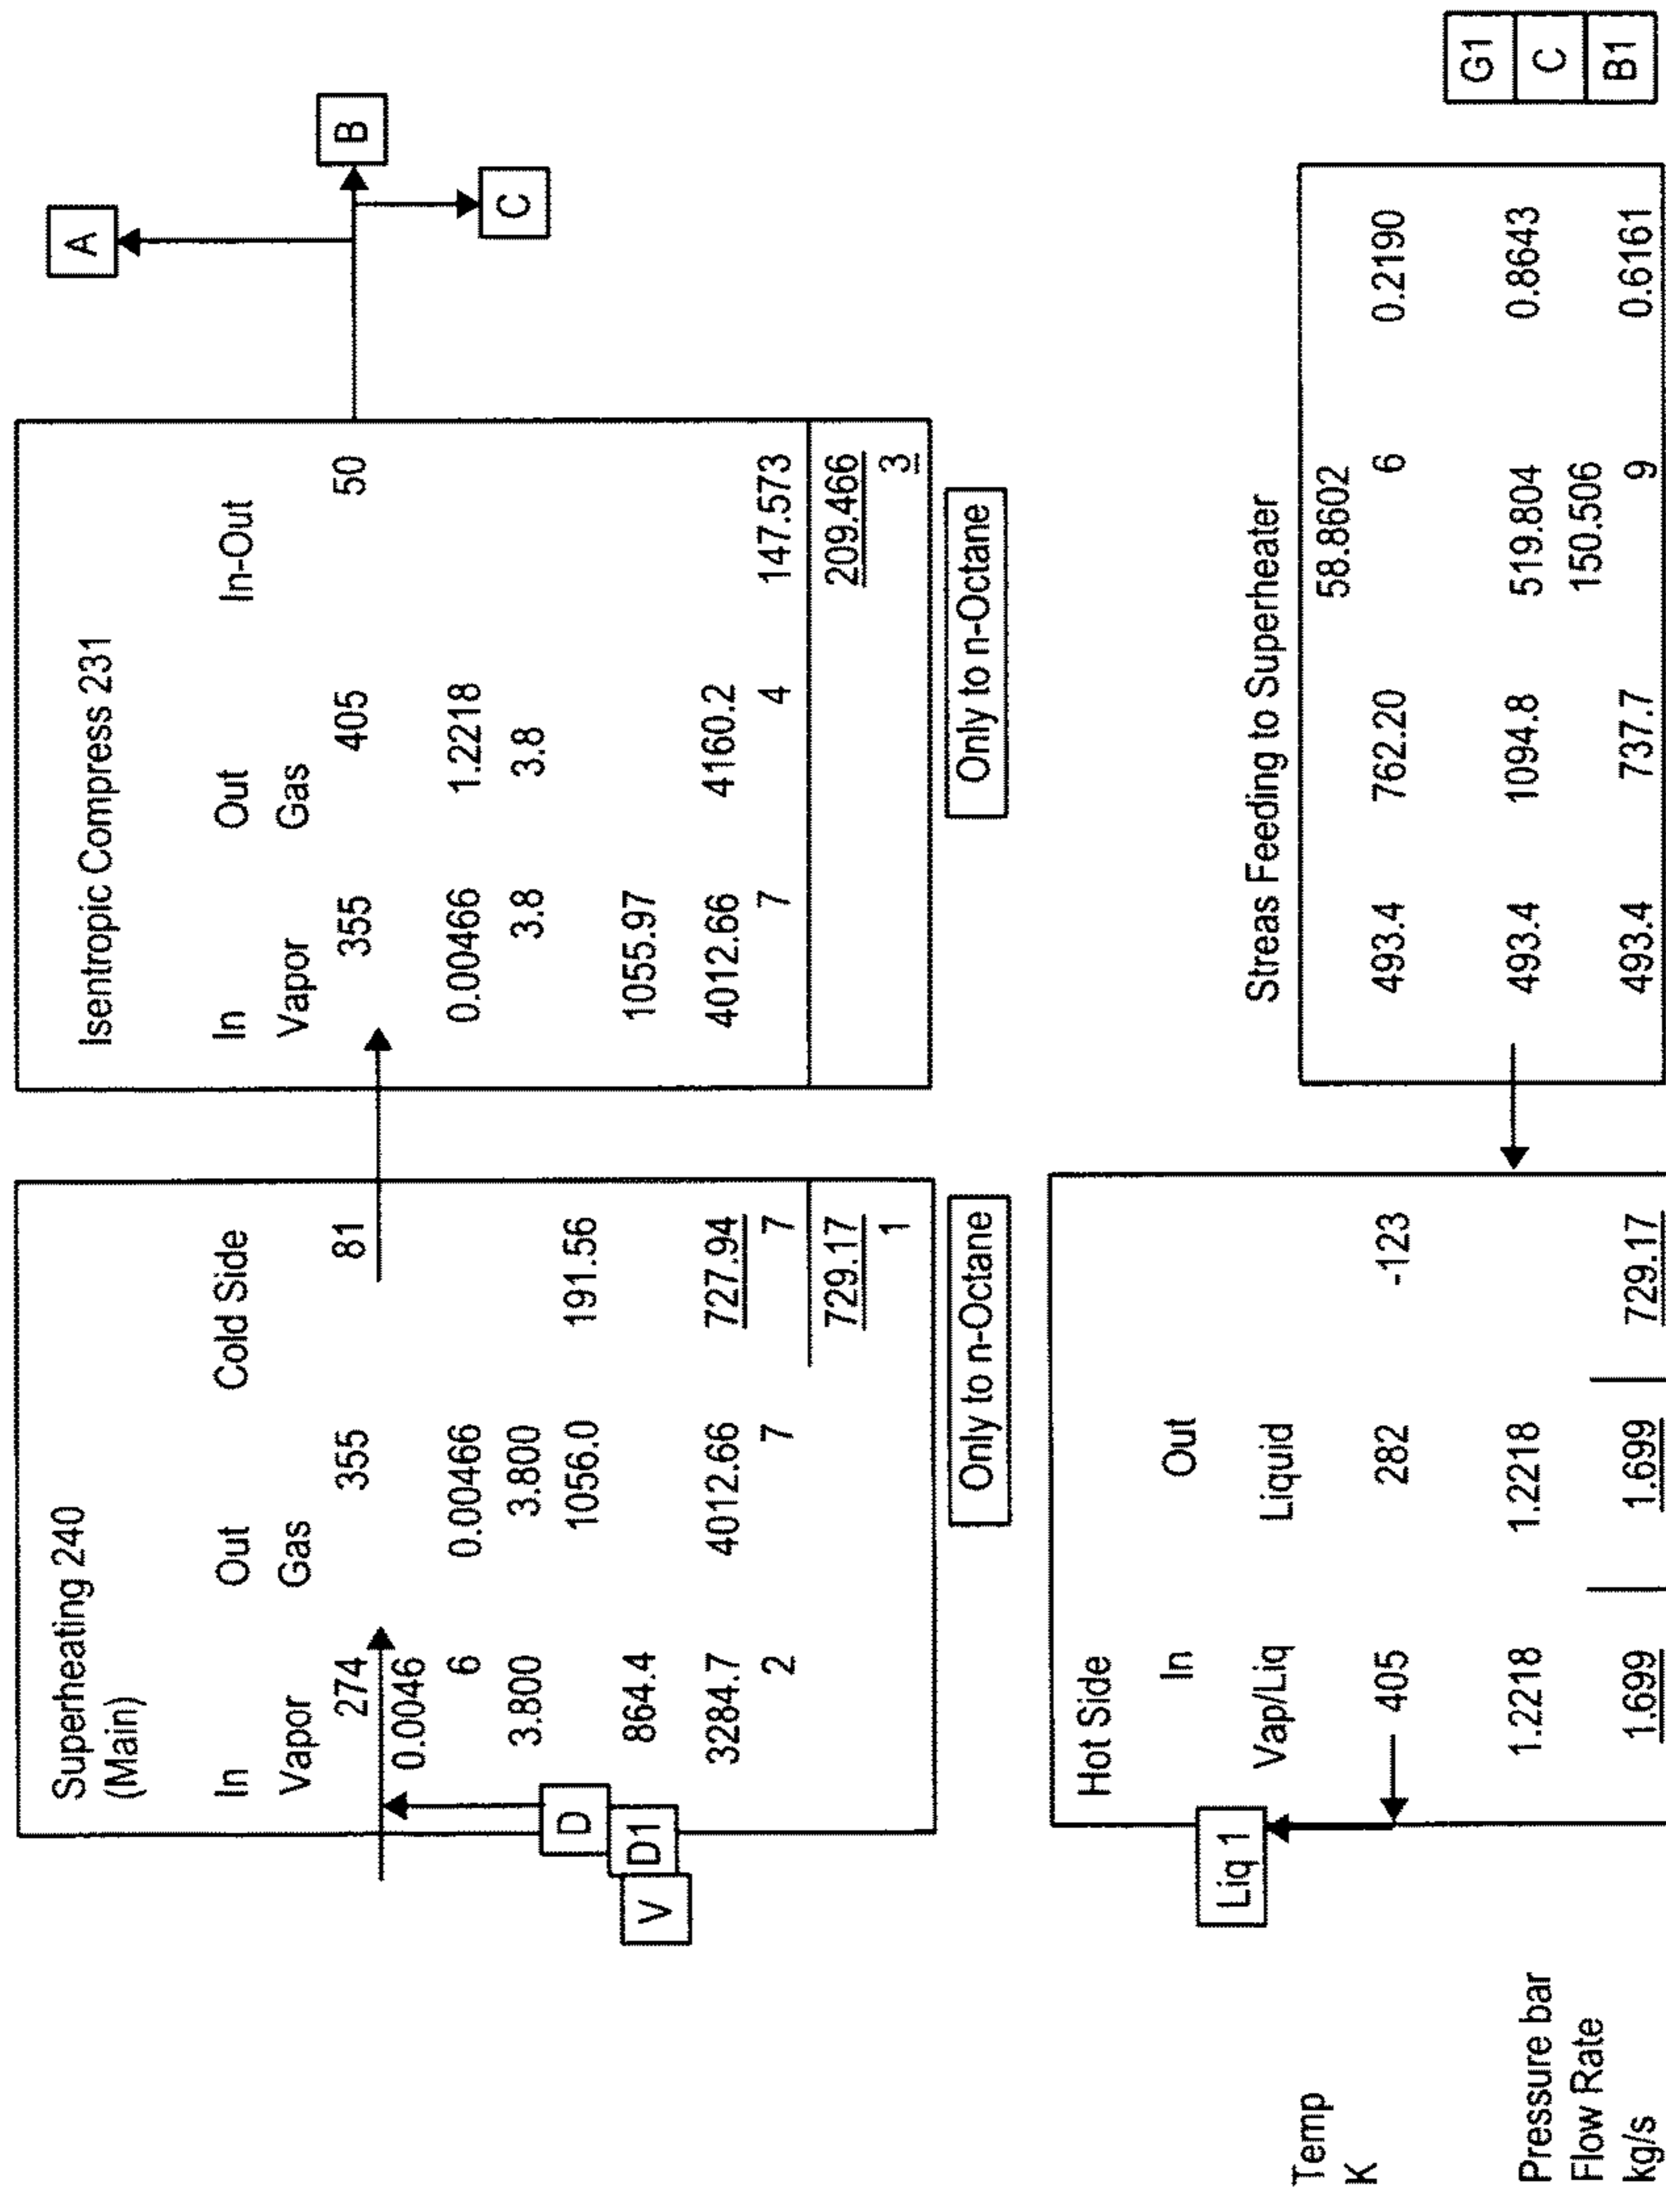 Superheating 240
(Main)
In Out Cold Side
Vapor Gas
274 355 81
0.0046
6 0.00466
3.800 3.800
1056.0 191.56
864.4
3284.7 4012.66 727.94
2 7 7
729.17
1
D
D1
V
Only to n-Octane
Isentropic Compress 231
In Out In-Out
Vapor Gas
355 405 50
0.00466 1.2218
3.8 3.8
1055.97
4012.66 4160.2
7 4 147.573
209.466
3
Only to n-Octane
A
B
C
Hot Side
In Out
Vap/Liq Liquid
Liq 1
Temp
K
405 282 -123
Pressure bar
1.2218 1.2218
Flow Rate
kg/s
1.699 1.699 729.17
Streas Feeding to Superheater
58.8602
493.4 762.20 6 0.2190
493.4 1094.8 519.804 0.8643
150.506
493.4 737.7 9 0.6161
G1
C
B1